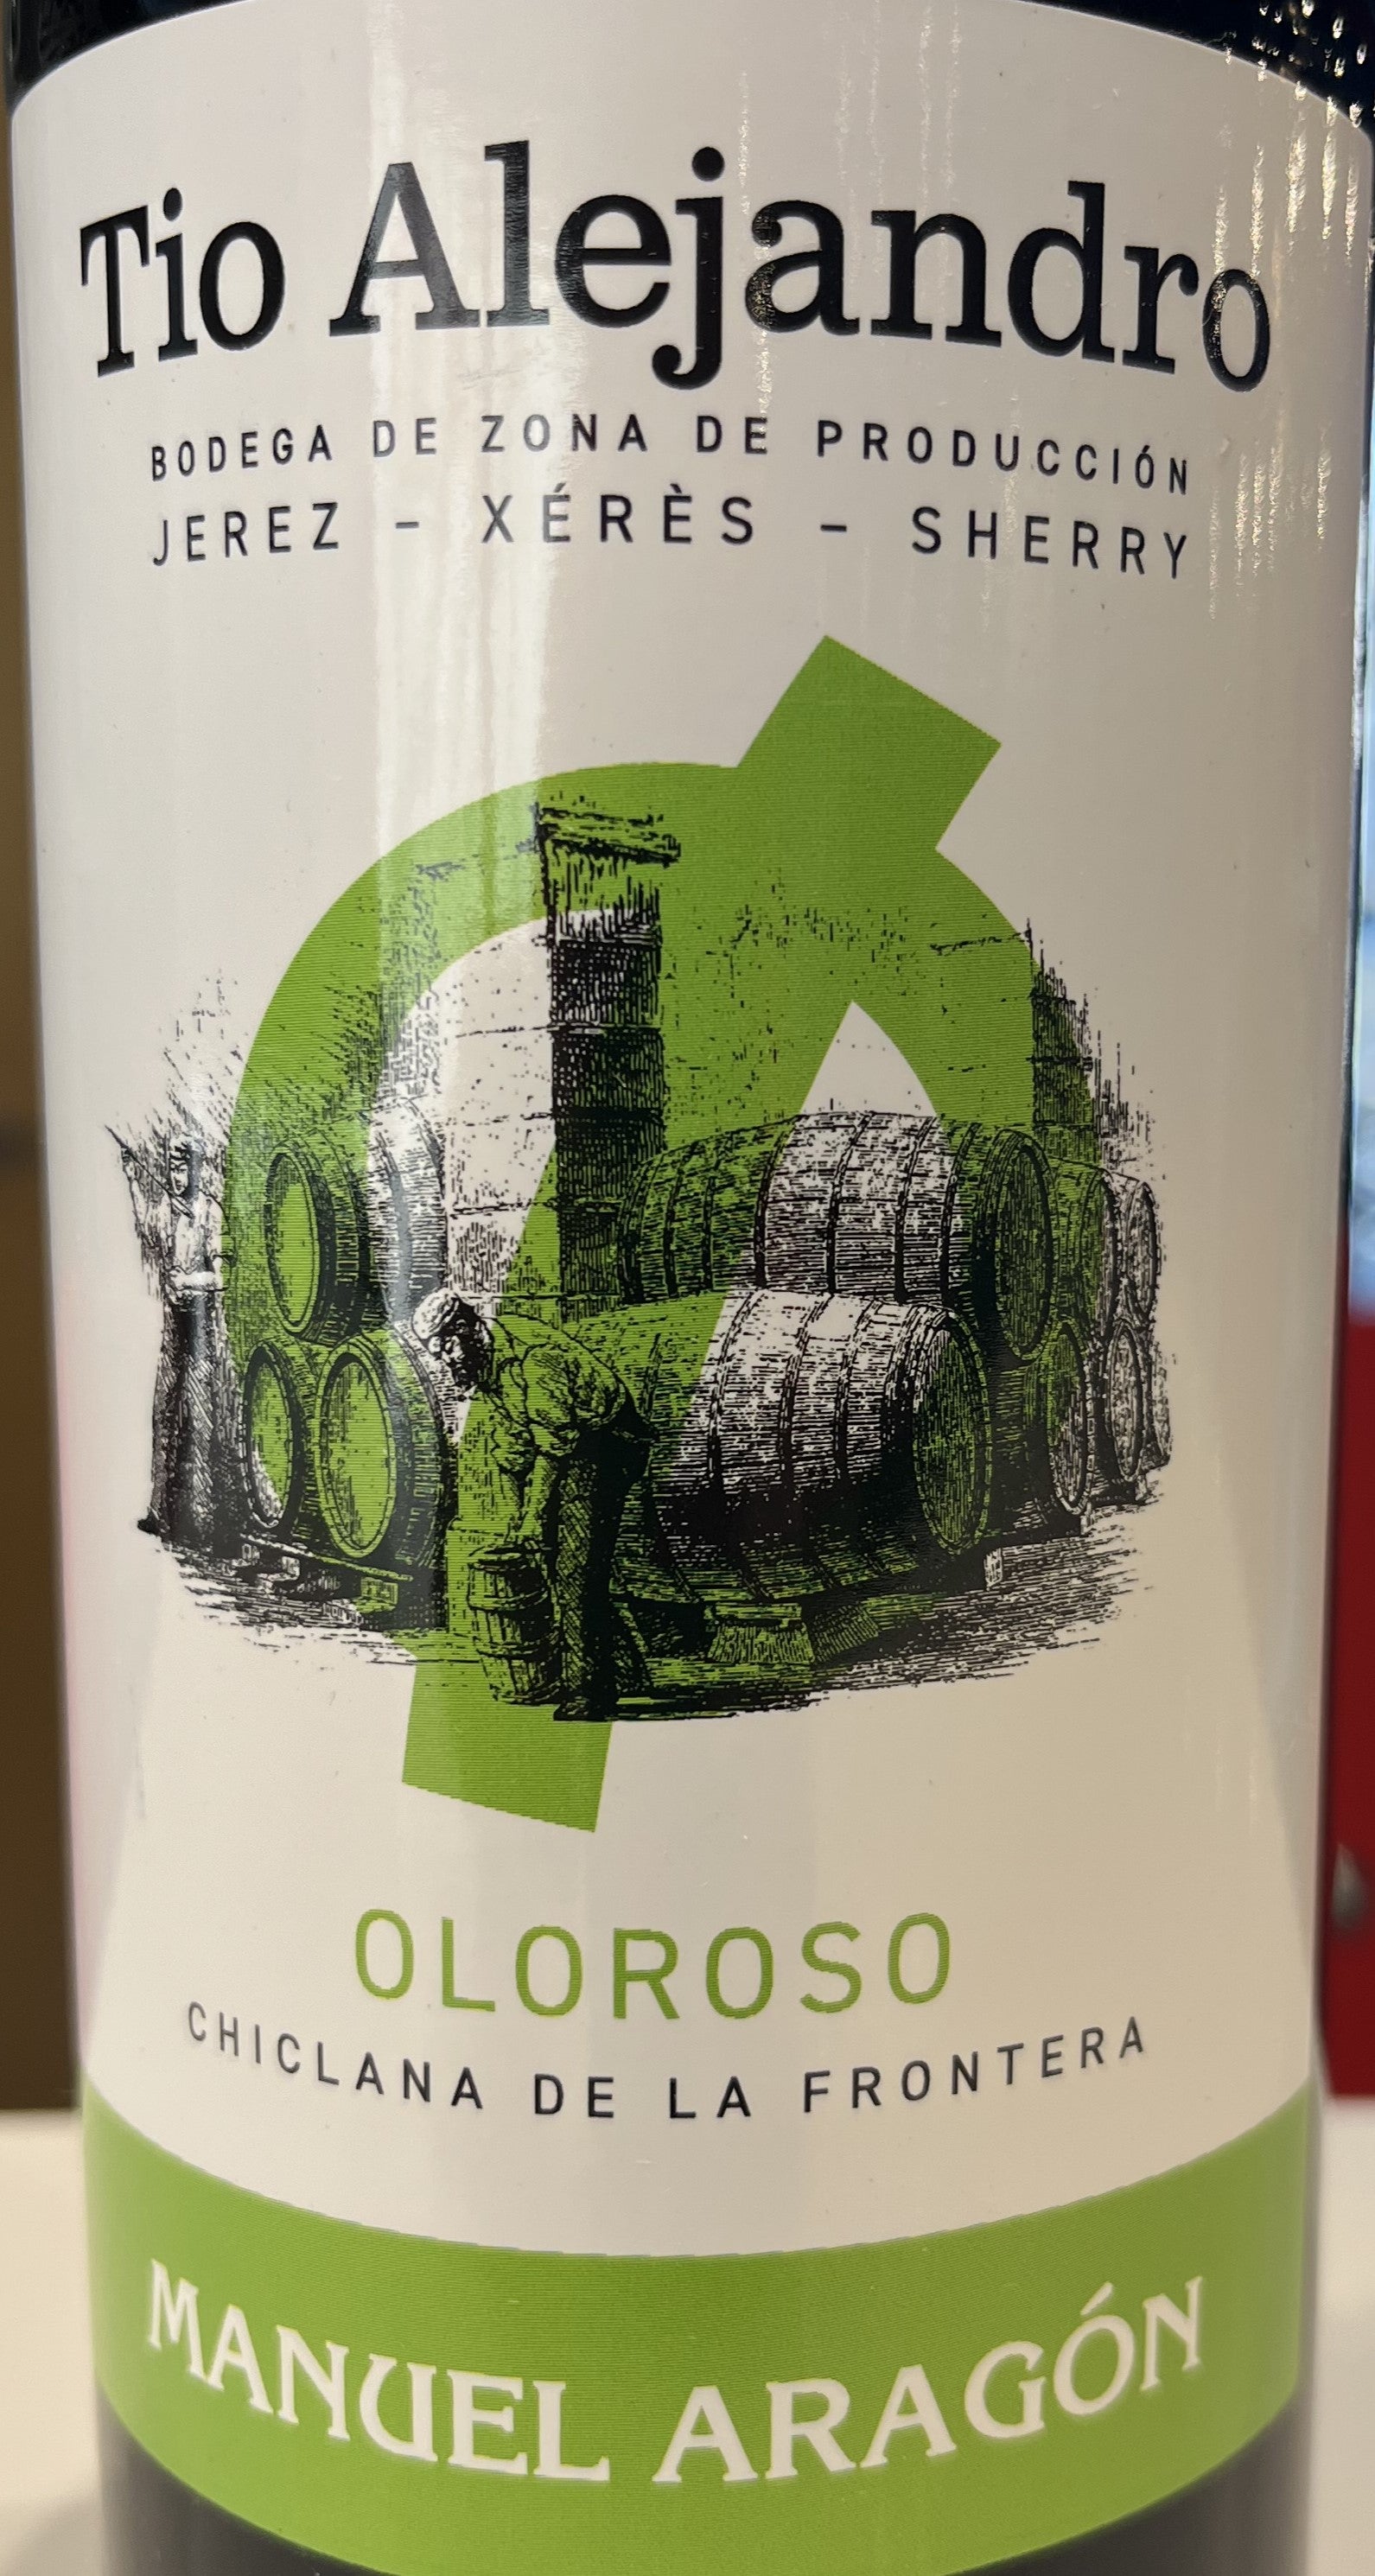 Tio Alejandro
BODEGA DE ZONA DE PRODUCCIÓN
JEREZ - XÉRÈS - SHERRY
OLOROSO
CHICLANA DE LA FRONTERA
MANUEL ARAGÓN